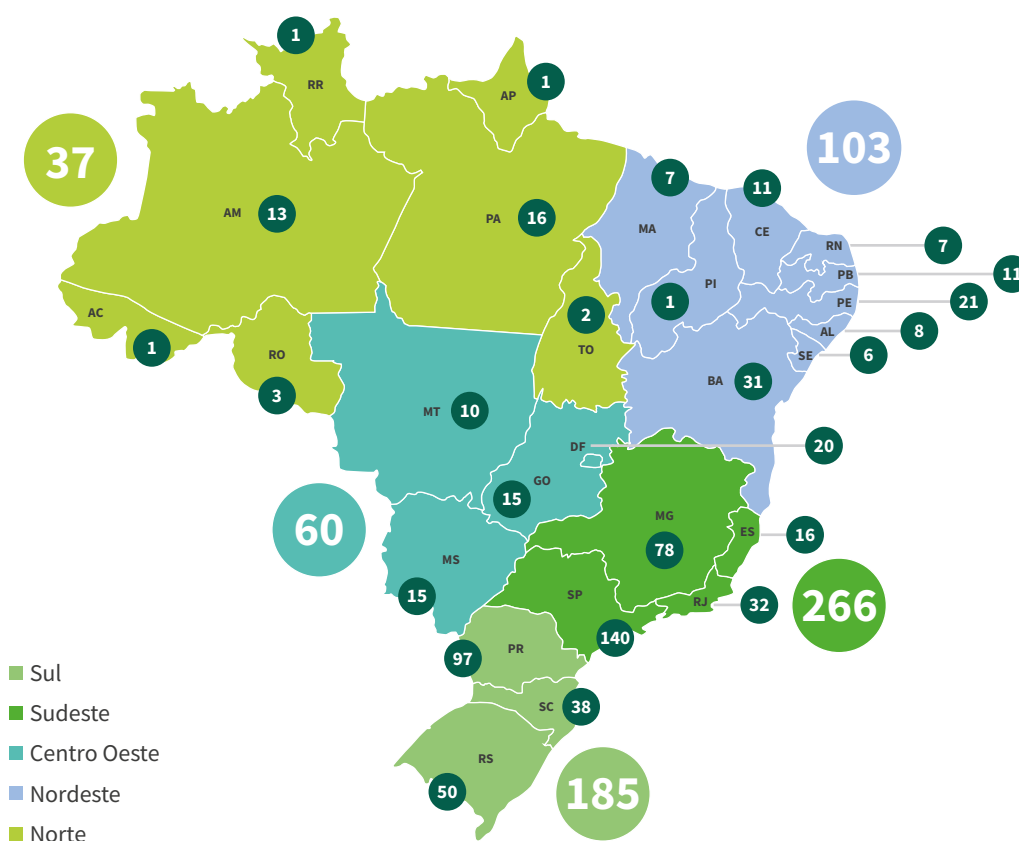 1
RR
AP
1
37
103
7
11
AM
13
PA
16
MA
CE
RN
7
PB
11
PI
1
PE
21
AC
1
2
TO
AL
8
SE
6
RO
3
BA
31
MT
10
DF
20
GO
15
60
MG
78
ES
16
MS
15
SP
140
RJ
32
266
PR
97
SC
38
RS
50
185
Sul
Sudeste
Centro Oeste
Nordeste
Norte